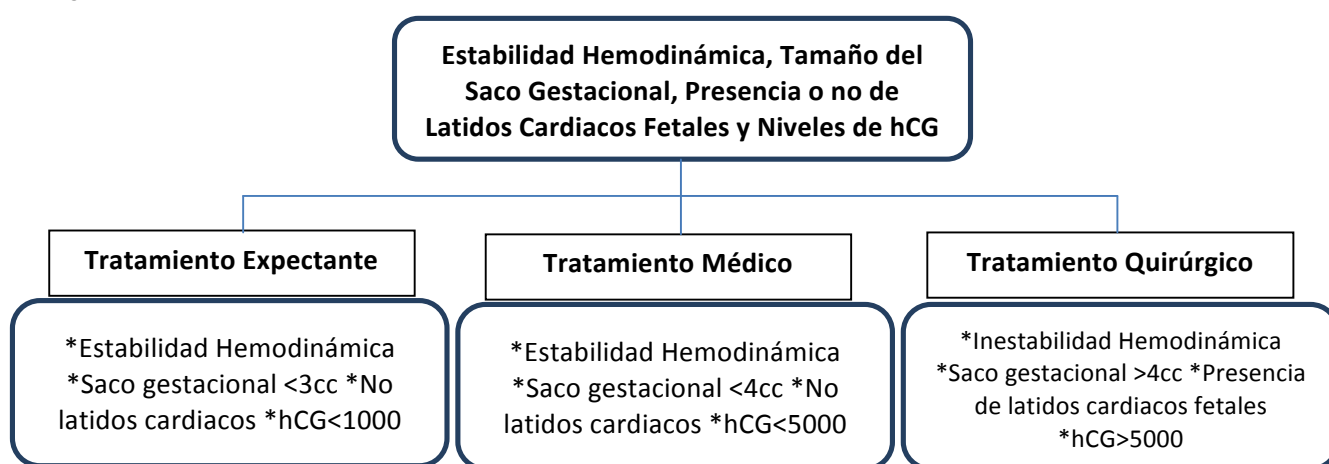 Estabilidad Hemodinámica, Tamaño del
Saco Gestacional, Presencia o no de
Latidos Cardiacos Fetales y Niveles de hCG
Tratamiento Expectante
*Estabilidad Hemodinámica
*Saco gestacional <3cc *No
latidos cardiacos *hCG<1000
Tratamiento Médico
*Estabilidad Hemodinámica
*Saco gestacional <4cc *No
latidos cardiacos *hCG<5000
Tratamiento Quirúrgico
*Inestabilidad Hemodinámica
*Saco gestacional >4cc *Presencia
de latidos cardiacos fetales
*hCG>5000